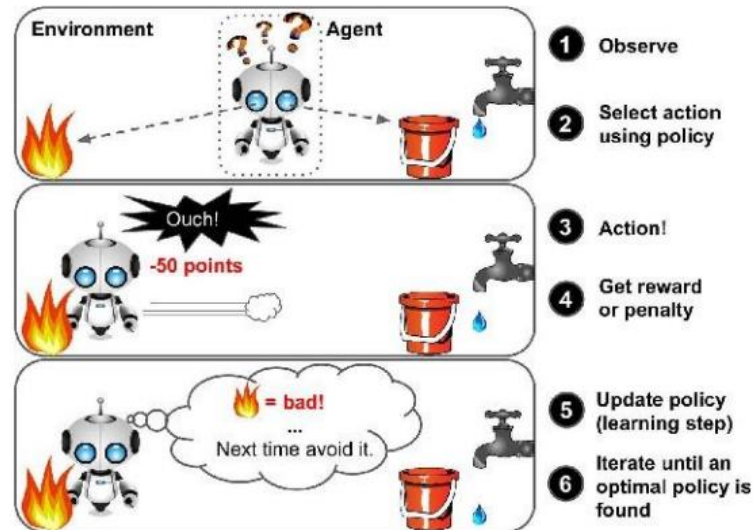 Environment
Agent
? ? ?
1 Observe
2 Select action
using policy
Ouch!
-50 points
3 Action!
4 Get reward
or penalty
= bad!
...
Next time avoid it.
5 Update policy
(learning step)
6 Iterate until an
optimal policy is
found